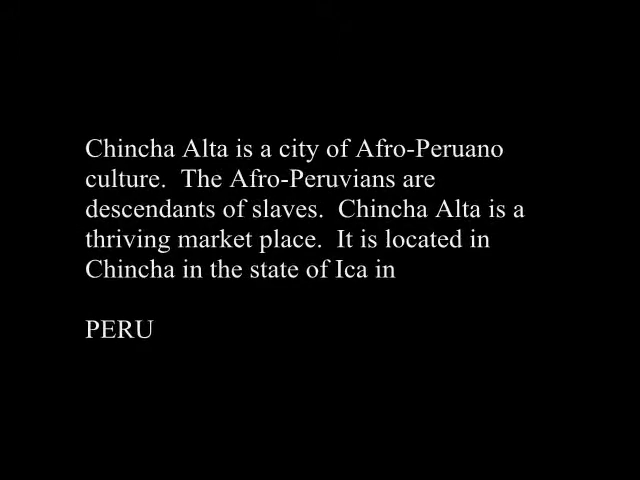 Chincha Alta is a city of Afro-Peruano
culture.  The Afro-Peruvians are
descendants of slaves.  Chincha Alta is a
thriving market place.  It is located in
Chincha in the state of Ica in
PERU